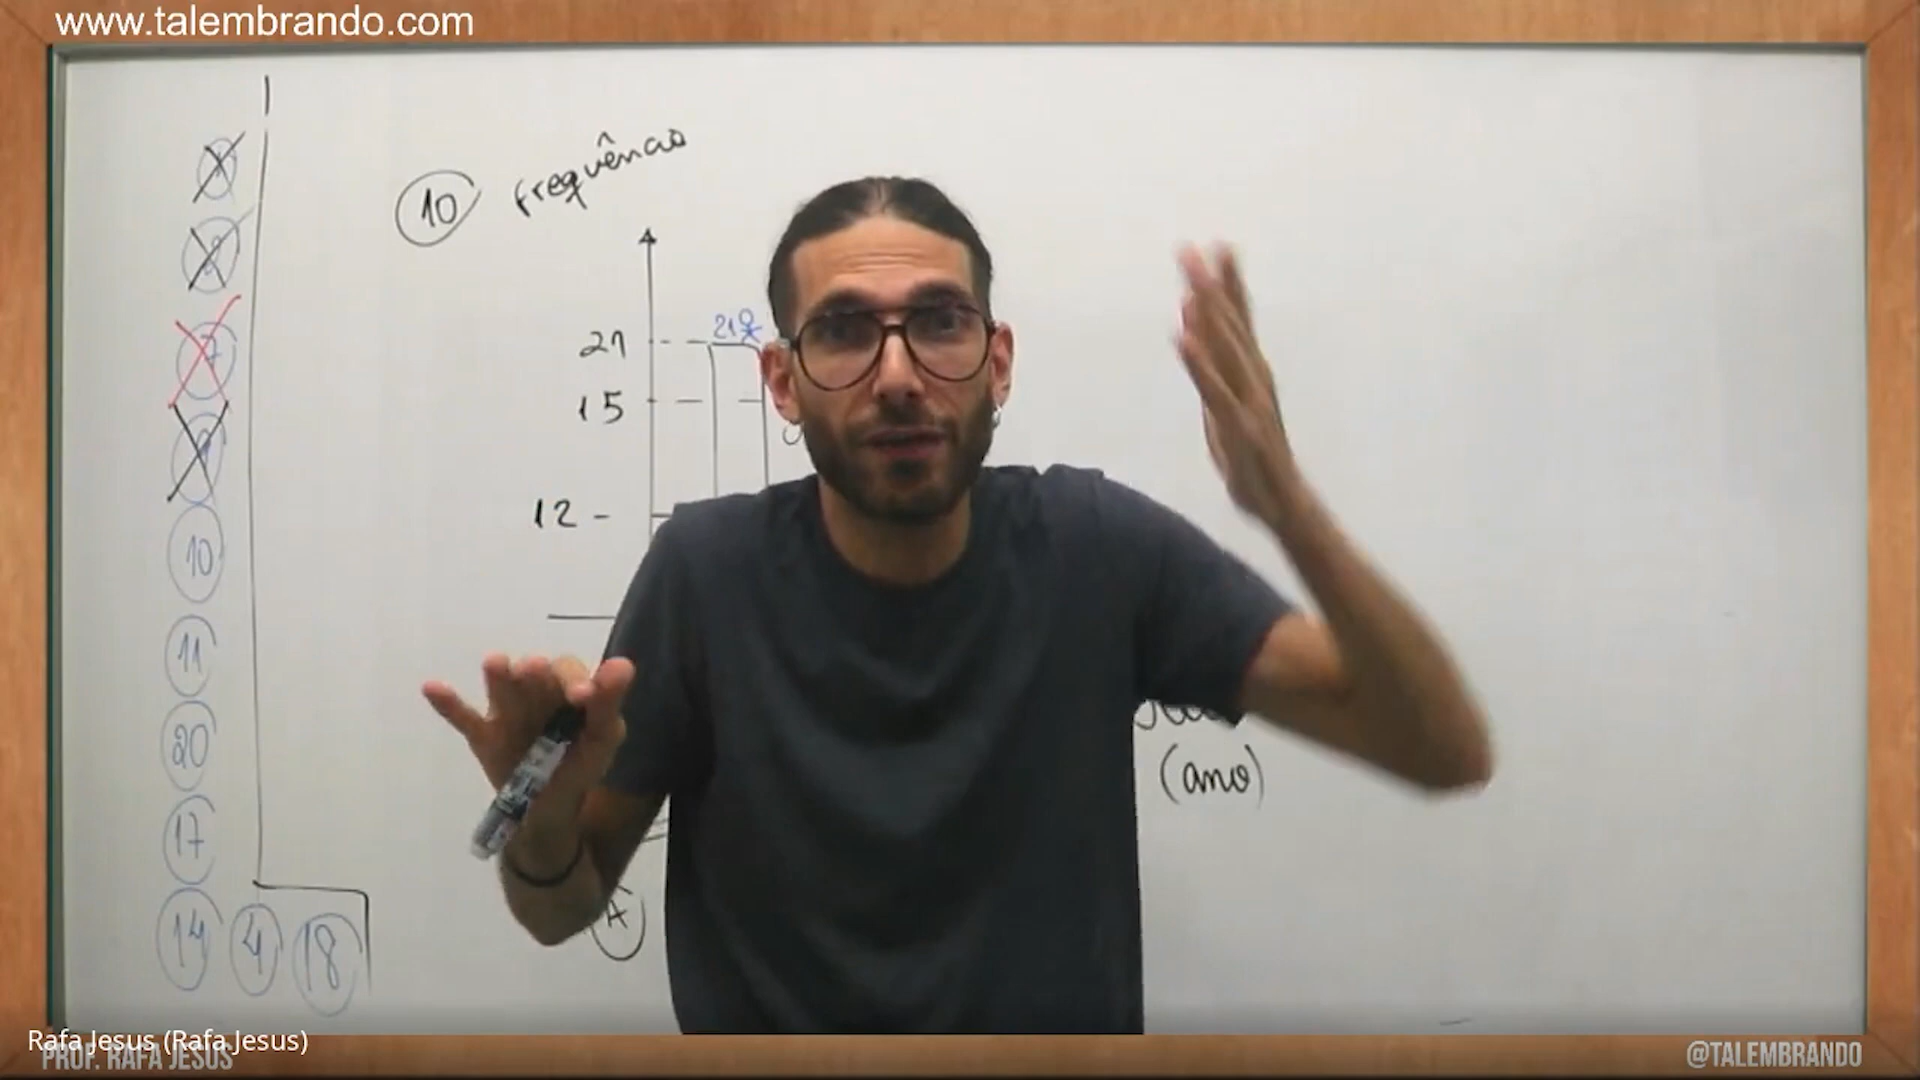 www.talembrando.com
10 frequência
21
21
15
12 -
10
11
20
17
14 4 18
(ano)
A
Rafa Jesus (Rafa Jesus)
PROF. RAFA JESUS
@TALEMBRANDO